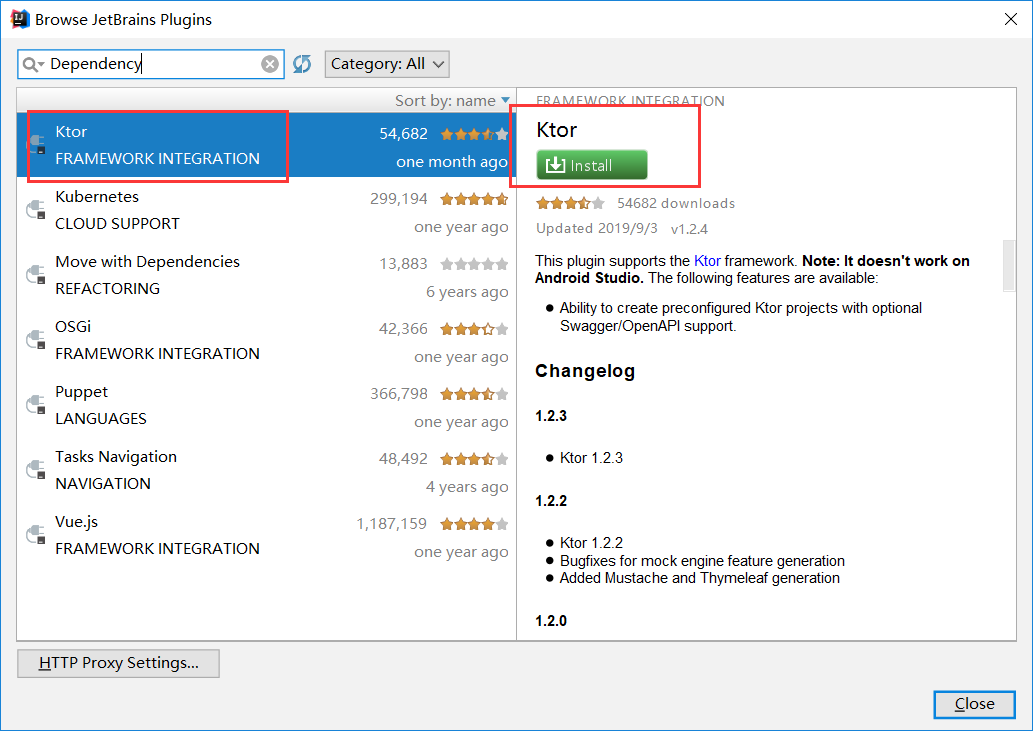 Browse JetBrains Plugins
Dependency
Category: All
Sort by: name
Ktor
54,682
FRAMEWORK INTEGRATION
one month ago
Kubernetes
299,194
CLOUD SUPPORT
one year ago
Move with Dependencies
13,883
REFACTORING
6 years ago
OSGi
42,366
FRAMEWORK INTEGRATION
one year ago
Puppet
366,798
LANGUAGES
one year ago
Tasks Navigation
48,492
NAVIGATION
4 years ago
Vue.js
1,187,159
FRAMEWORK INTEGRATION
one year ago
FRAMEWORK INTEGRATION
Ktor
Install
54682 downloads
Updated 2019/9/3 v1.2.4
This plugin supports the Ktor framework. Note: It doesn't work on
Android Studio. The following features are available:
● Ability to create preconfigured Ktor projects with optional
Swagger/OpenAPI support.
Changelog
1.2.3
● Ktor 1.2.3
1.2.2
● Ktor 1.2.2
● Bugfixes for mock engine feature generation
● Added Mustache and Thymeleaf generation
1.2.0
HTTP Proxy Settings...
Close